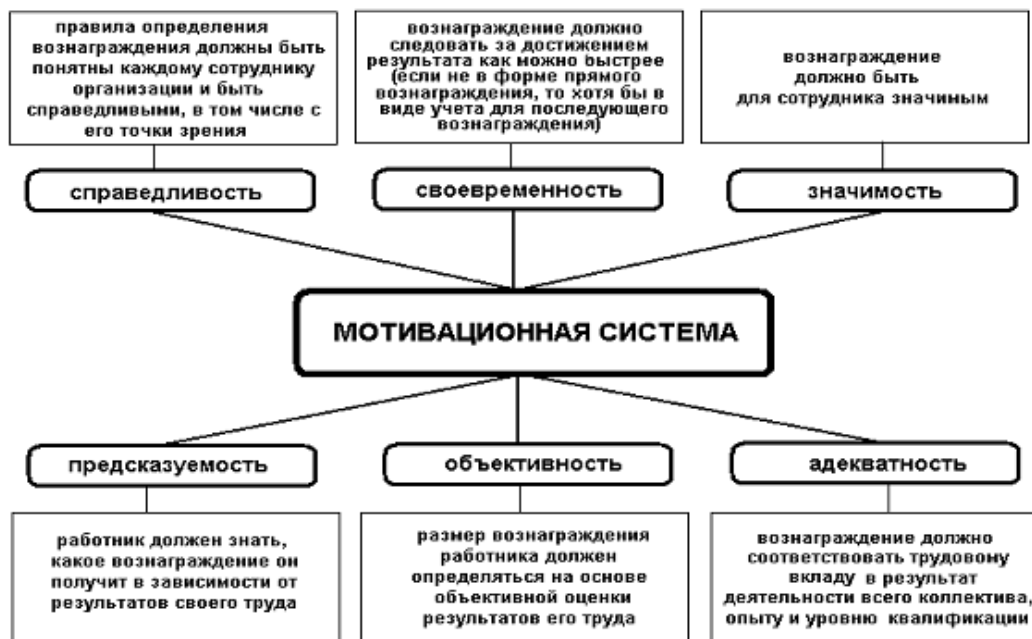 правила определения
вознаграждения должны быть
понятны каждому сотруднику
организации и быть
справедливыми, в том числе с
его точки зрения
справедливость
вознаграждение должно
следовать за достижением
результата как можно быстрее
(если не в форме прямого
вознаграждения, то хотя бы в
виде учета для последующего
вознаграждения)
своевременность
вознаграждение
должно быть
для сотрудника значимым
значимость
МОТИВАЦИОННАЯ СИСТЕМА
предсказуемость
работник должен знать,
какое вознаграждение он
получит в зависимости от
результатов своего труда
объективность
размер вознаграждения
работника должен
определяться на основе
объективной оценки
результатов его труда
адекватность
вознаграждение должно
соответствовать трудовому
вкладу в результат
деятельности всего коллектива,
опыту и уровню квалификации